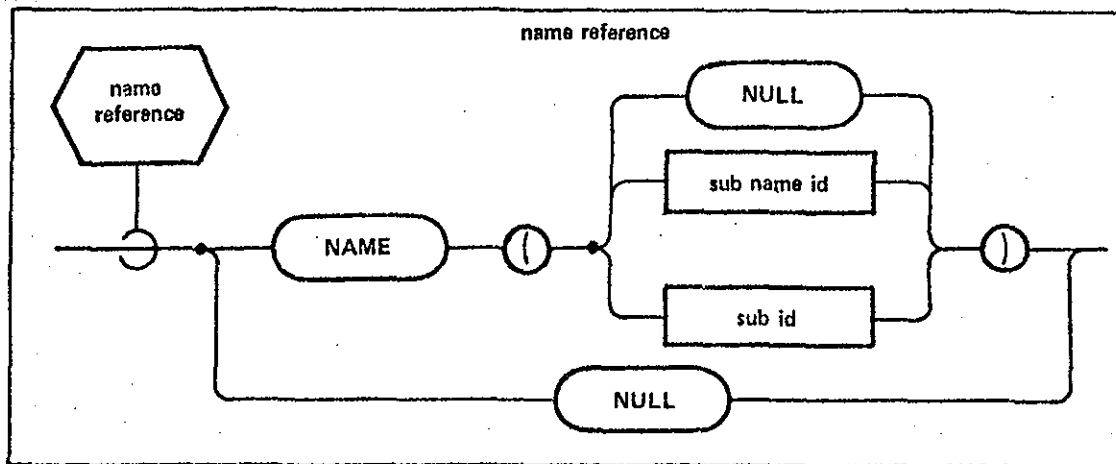 name reference
name
reference
NULL
sub name id
NAME
(
)
sub id
NULL